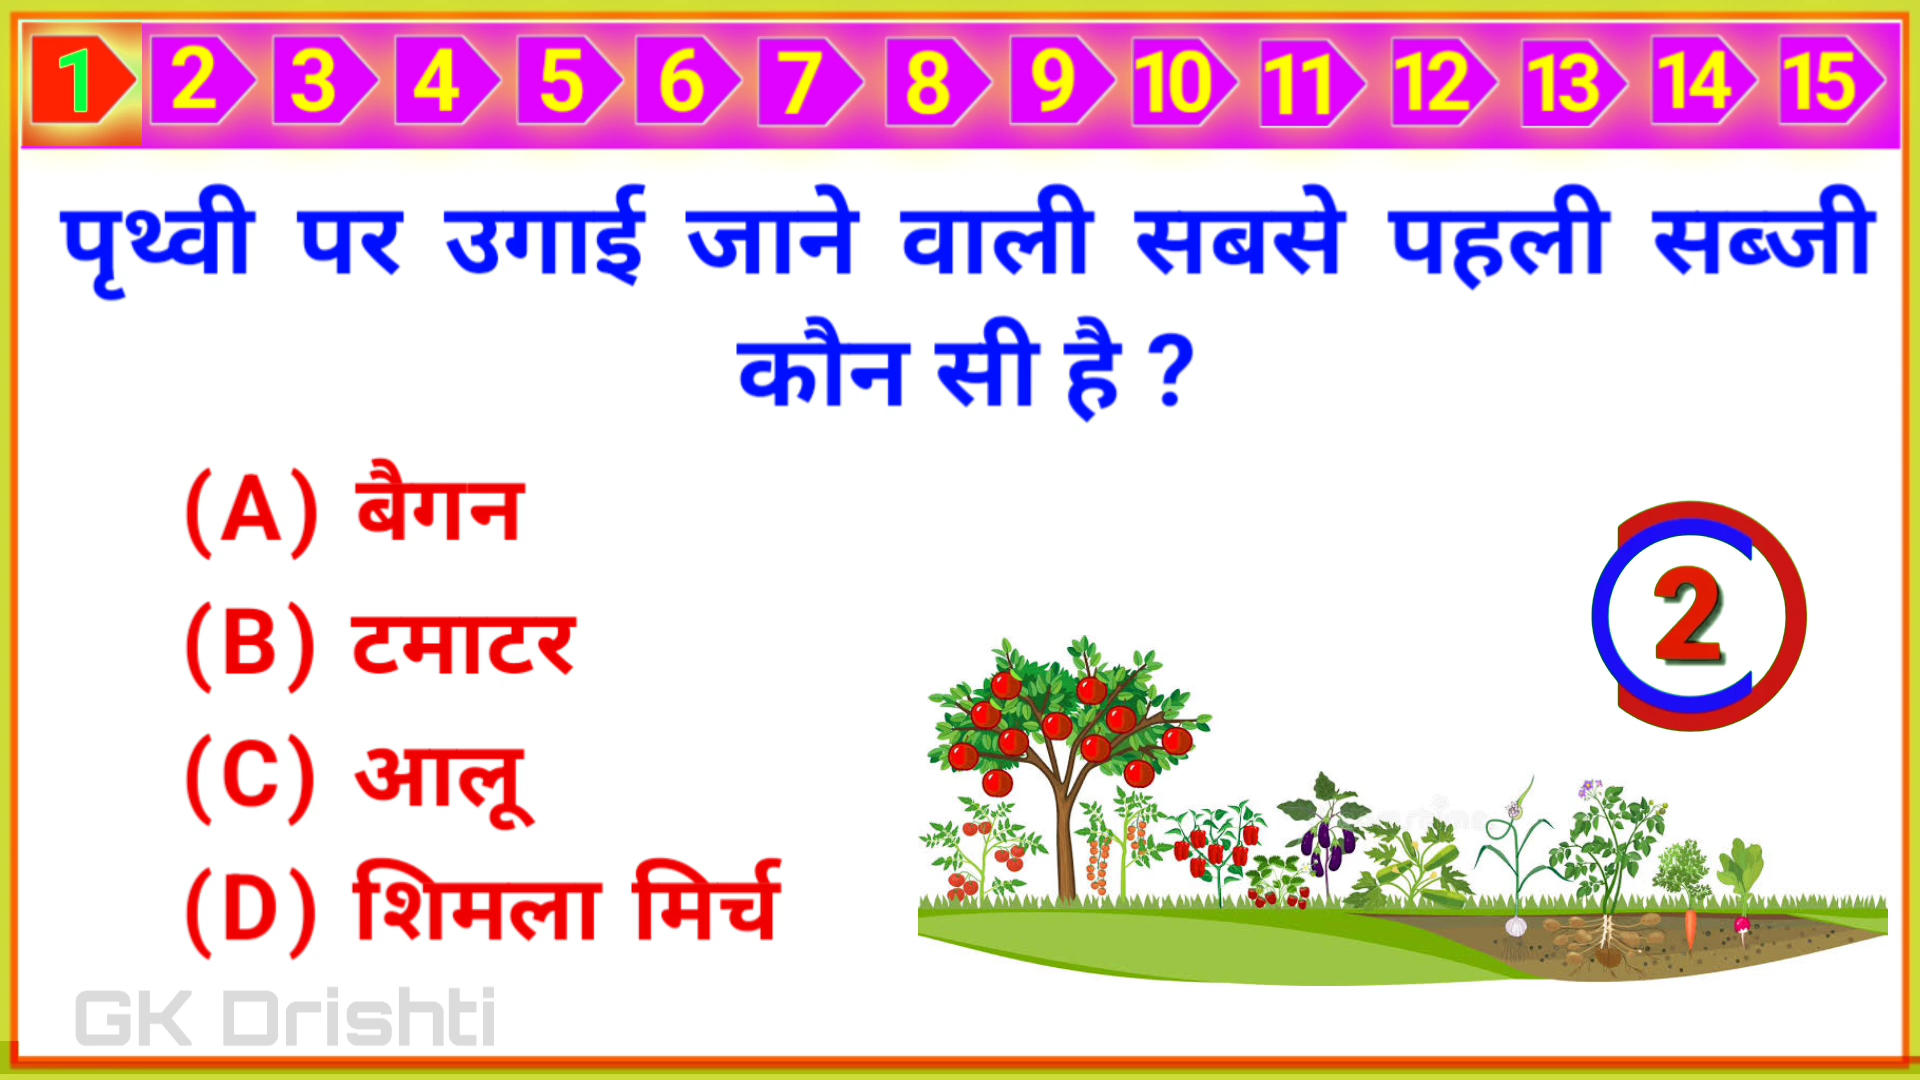 1 2 3 4 5 6 7 8 9 10 11 12 13 14 15
पृथ्वी पर उगाई जाने वाली सबसे पहली सब्जी
कौन सी है ?
(A) बैगन
(B) टमाटर
(C) आलू
(D) शिमला मिर्च
2
GK Drishti